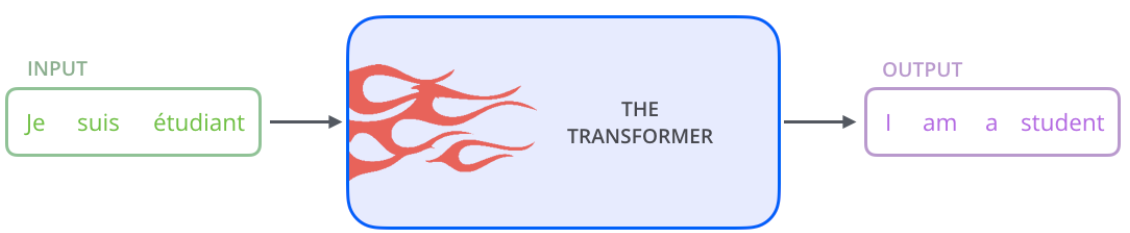 INPUT
Je suis étudiant
THE
TRANSFORMER
OUTPUT
I am a student